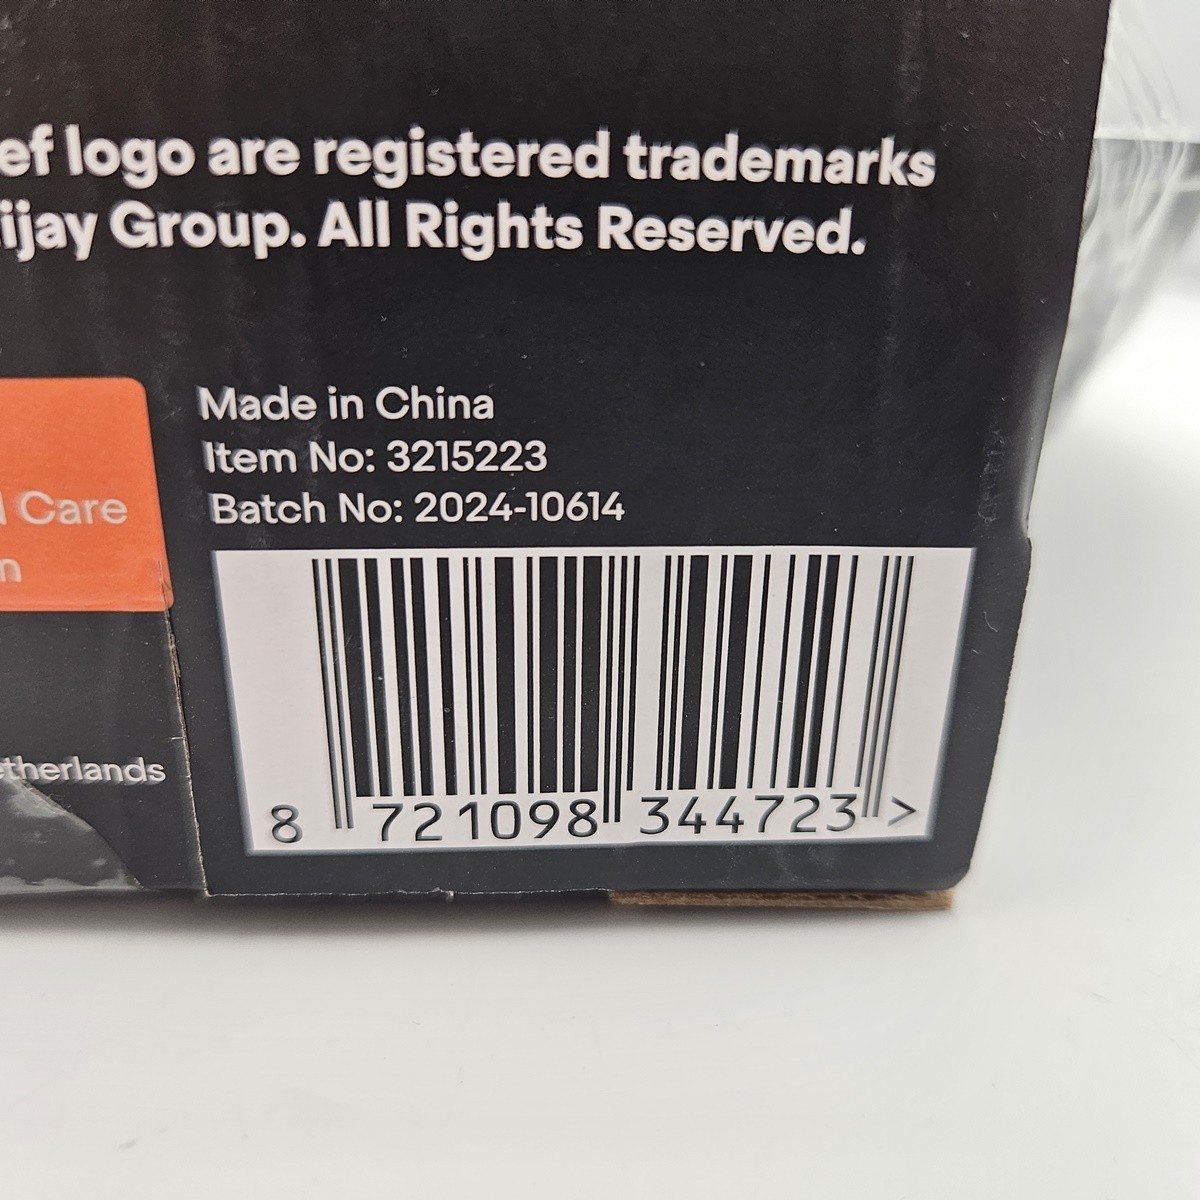 ef logo are registered trademarks
ijay Group. All Rights Reserved.
Made in China
Item No: 3215223
Batch No: 2024-10614
Care
therlands
8 721098 344723 >